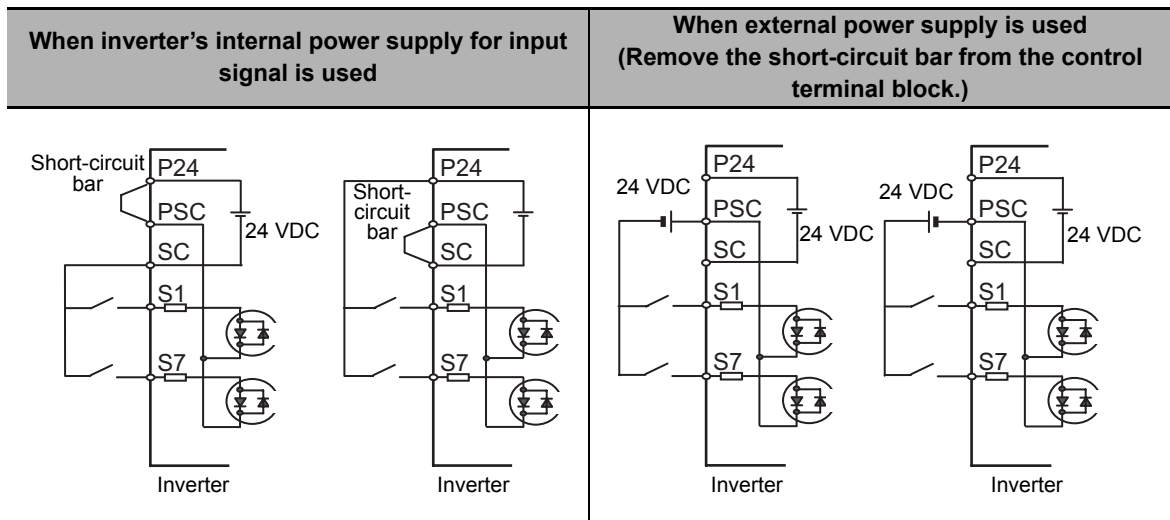 When inverter's internal power supply for input
signal is used
When external power supply is used
(Remove the short-circuit bar from the control
terminal block.)
Short-circuit
bar
P24
PSC
24 VDC
SC
S1
S7
Inverter
Short-
circuit
bar
P24
PSC
SC
S1
S7
Inverter
24 VDC
P24
PSC
24 VDC
SC
S1
S7
Inverter
24 VDC
P24
PSC
24 VDC
SC
S1
S7
Inverter